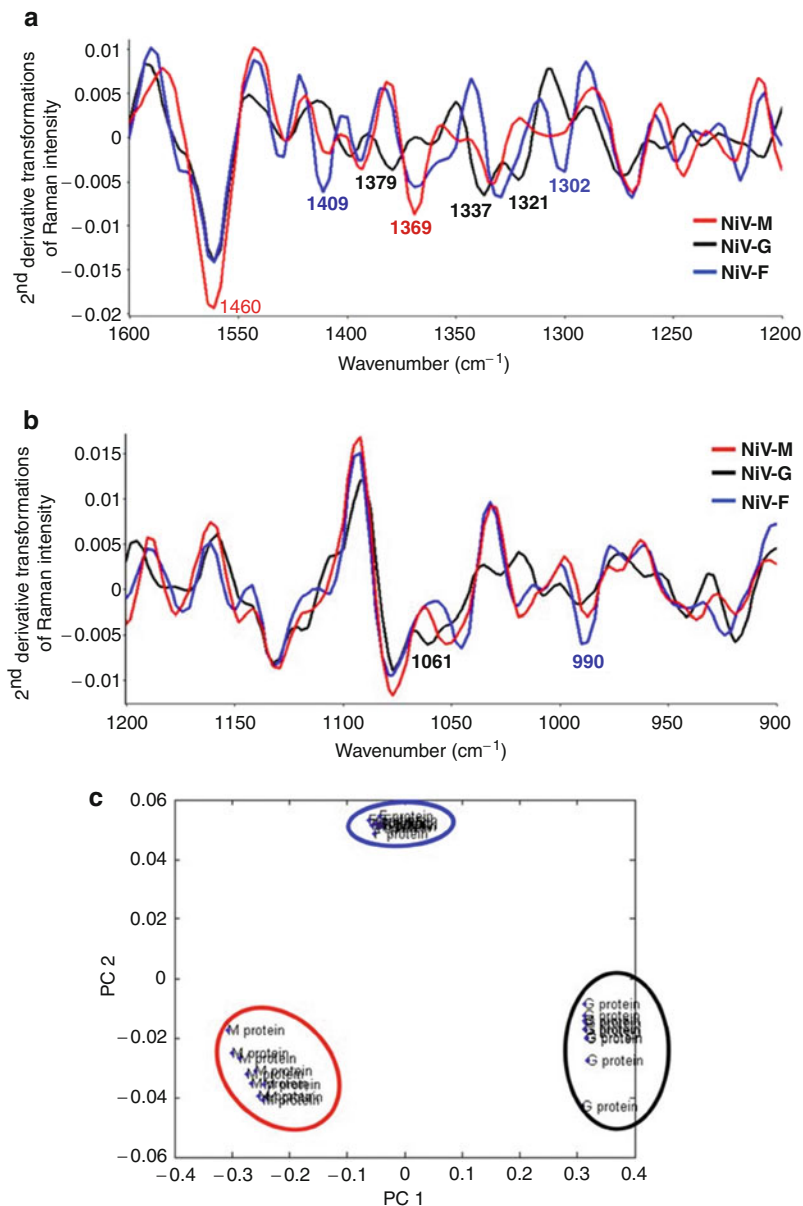 a
2nd derivative transformations
of Raman intensity
0.01
0.005
0
−0.005
−0.01
−0.015
−0.02
1409
1379
1369
1337
1321
1302
1460
NiV-M
NiV-G
NiV-F
1600
1550
1400
1350
1300
1250
1200
Wavenumber (cm−1)
b
2nd derivative transformations
of Raman intensity
0.015
0.01
0.005
0
−0.005
−0.01
1061
990
NiV-M
NiV-G
NiV-F
1200
1150
1100
1050
1000
950
900
Wavenumber (cm−1)
c
PC 2
0.06
0.04
0.02
0
−0.02
−0.04
−0.06
F protein
protein
M protein
M protein
M protein
M protein
M protein
G protein
G protein
G protein
G protein
G protein
−0.4
−0.3
−0.2
−0.1
0
0.1
0.2
0.3
0.4
PC 1